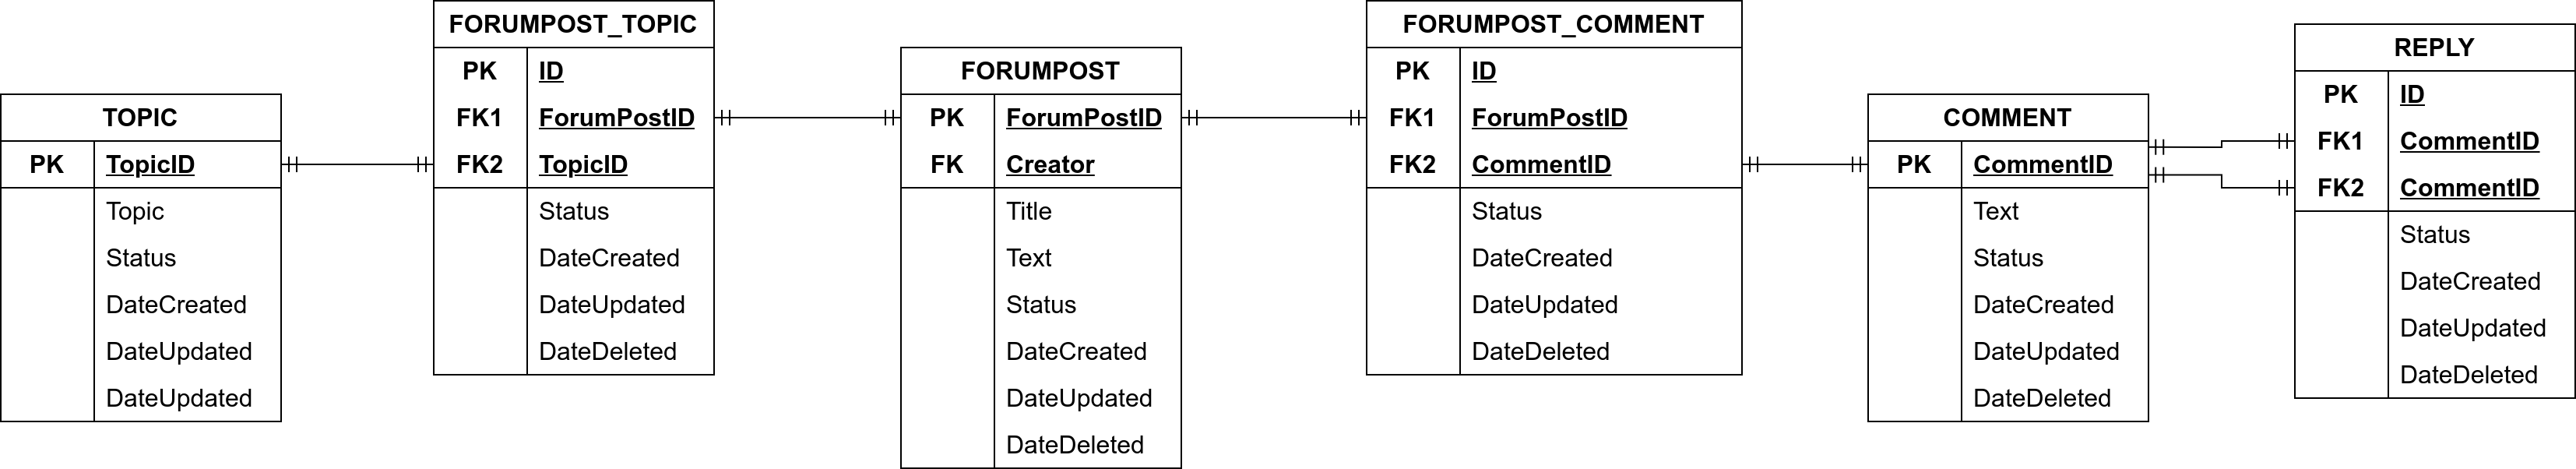 TOPIC
PK TopicID
Topic
Status
DateCreated
DateUpdated
DateUpdated
FORUMPOST_TOPIC
PK ID
FK1 ForumPostID
FK2 TopicID
Status
DateCreated
DateUpdated
DateDeleted
FORUMPOST
PK ForumPostID
FK Creator
Title
Text
Status
DateCreated
DateUpdated
DateDeleted
FORUMPOST_COMMENT
PK ID
FK1 ForumPostID
FK2 CommentID
Status
DateCreated
DateUpdated
DateDeleted
COMMENT
PK CommentID
Text
Status
DateCreated
DateUpdated
DateDeleted
REPLY
PK ID
FK1 CommentID
FK2 CommentID
Status
DateCreated
DateUpdated
DateDeleted